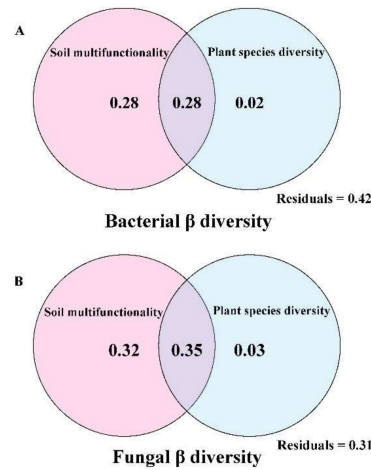 A
Soil multifunctionality
Plant species diversity
0.28
0.28
0.02
Residuals = 0.42
Bacterial β diversity
B
Soil multifunctionality
Plant species diversity
0.32
0.35
0.03
Residuals = 0.31
Fungal β diversity